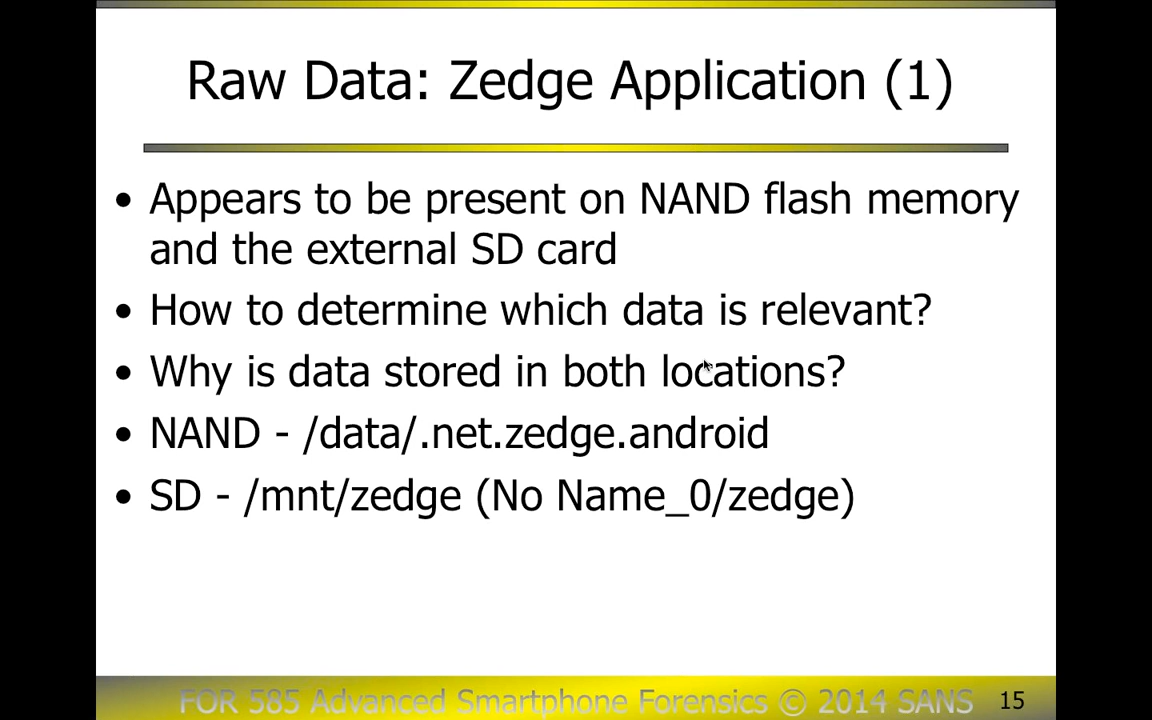 Raw Data: Zedge Application (1)
• Appears to be present on NAND flash memory
and the external SD card
• How to determine which data is relevant?
• Why is data stored in both locations?
• NAND - /data/.net.zedge.android
• SD - /mnt/zedge (No Name_0/zedge)
FOR 585 Advanced Smartphone Forensics © 2014 SANS 15